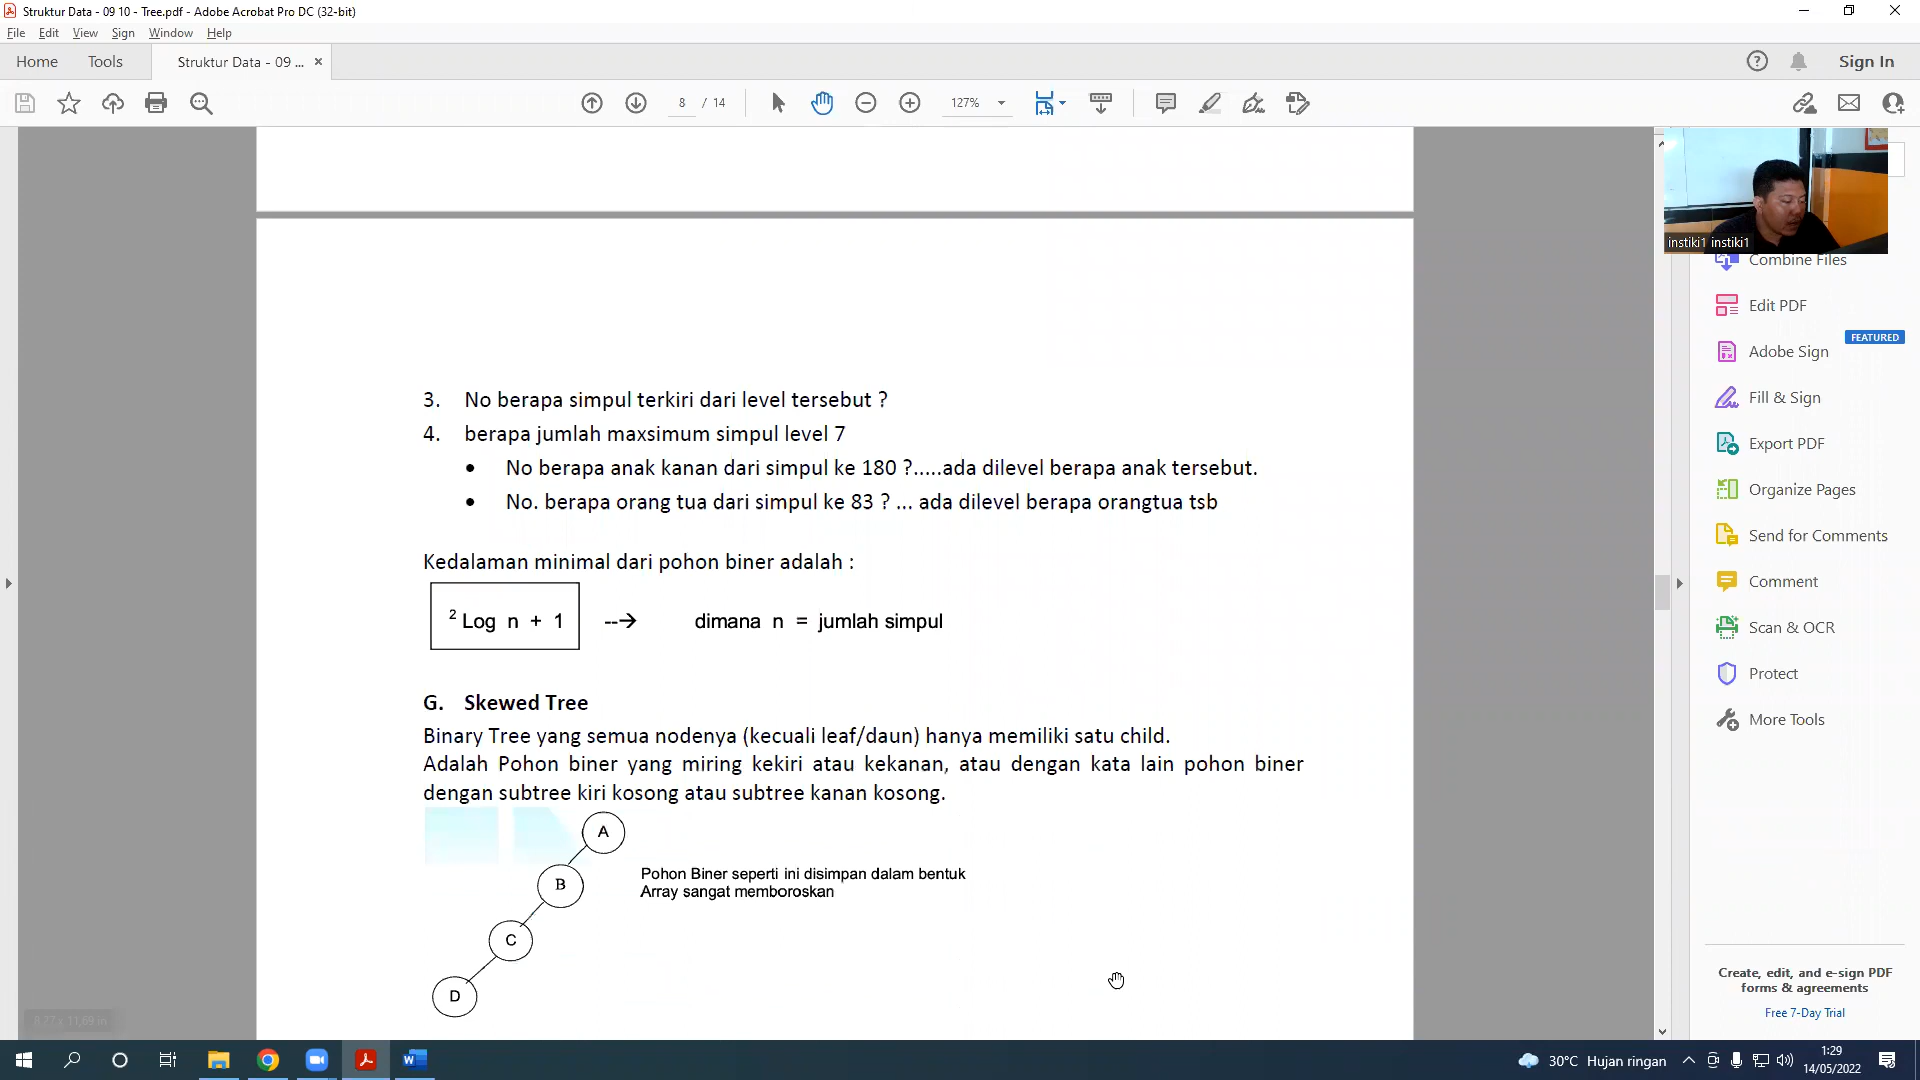 Struktur Data - 09 10 - Tree.pdf - Adobe Acrobat Pro DC (32-bit)
File Edit View Sign Window Help
Home Tools Struktur Data - 09 ... × Sign In
8 / 14 127%
instiki1 instiki1
Combine Files
Edit PDF
FEATURED
Adobe Sign
Fill & Sign
Export PDF
Organize Pages
Send for Comments
Comment
Scan & OCR
Protect
More Tools
Create, edit, and e-sign PDF
forms & agreements
Free 7-Day Trial
3. No berapa simpul terkiri dari level tersebut ?
4. berapa jumlah maxsimum simpul level 7
• No berapa anak kanan dari simpul ke 180 ?.....ada dilevel berapa anak tersebut.
• No. berapa orang tua dari simpul ke 83 ? ... ada dilevel berapa orangtua tsb
Kedalaman minimal dari pohon biner adalah :
² Log n + 1 --→ dimana n = jumlah simpul
G. Skewed Tree
Binary Tree yang semua nodenya (kecuali leaf/daun) hanya memiliki satu child.
Adalah Pohon biner yang miring kekiri atau kekanan, atau dengan kata lain pohon biner
dengan subtree kiri kosong atau subtree kanan kosong.
A
B
C
D
Pohon Biner seperti ini disimpan dalam bentuk
Array sangat memboroskan
8,27 x 11,69 in
30°C Hujan ringan
1:29
14/05/2022